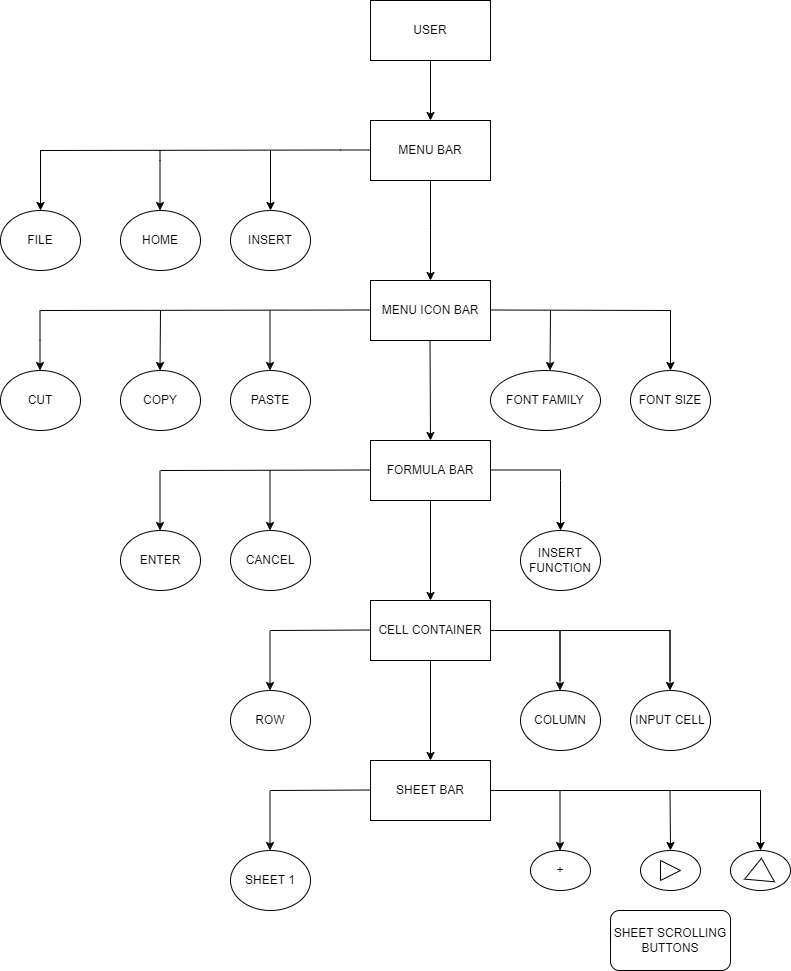 USER
MENU BAR
FILE
HOME
INSERT
MENU ICON BAR
CUT
COPY
PASTE
FONT FAMILY
FONT SIZE
FORMULA BAR
ENTER
CANCEL
INSERT
FUNCTION
CELL CONTAINER
ROW
COLUMN
INPUT CELL
SHEET BAR
SHEET 1
+
SHEET SCROLLING
BUTTONS